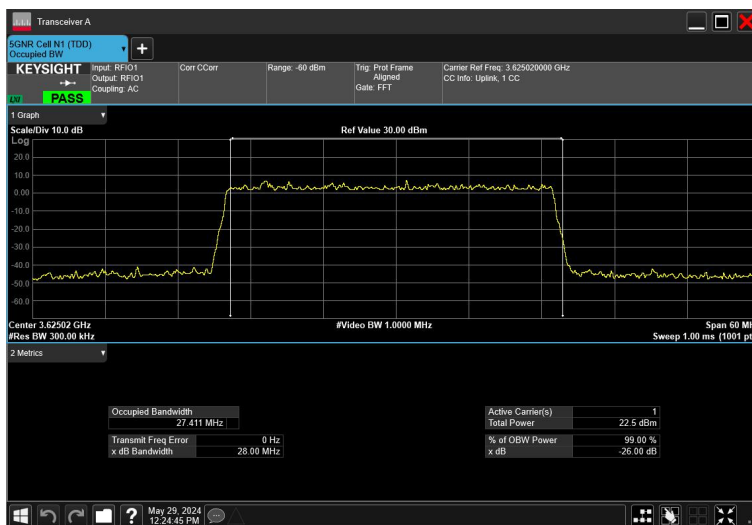 Transceiver A
5GNR Cell N1 (TDD)
Occupied BW
KEYSIGHT
LXI
PASS
Input: RFIO1
Output: RFIO1
Coupling: AC
Corr CCorr
Range: -60 dBm
Trig: Prot Frame
Aligned
Gate: FFT
Carrier Ref Freq: 3.625020000 GHz
CC Info: Uplink, 1 CC
1 Graph
Scale/Div 10.0 dB
Ref Value 30.00 dBm
Log
20.0
10.0
0.00
-10.0
-20.0
-30.0
-40.0
-50.0
-60.0
Center 3.62502 GHz
#Video BW 1.0000 MHz
Span 60 MH
#Res BW 300.00 kHz
Sweep 1.00 ms (1001 pt
2 Metrics
Occupied Bandwidth
27.411 MHz
Transmit Freq Error 0 Hz
x dB Bandwidth 28.00 MHz
Active Carrier(s) 1
Total Power 22.5 dBm
% of OBW Power 99.00 %
x dB -26.00 dB
May 29, 2024
12:24:45 PM